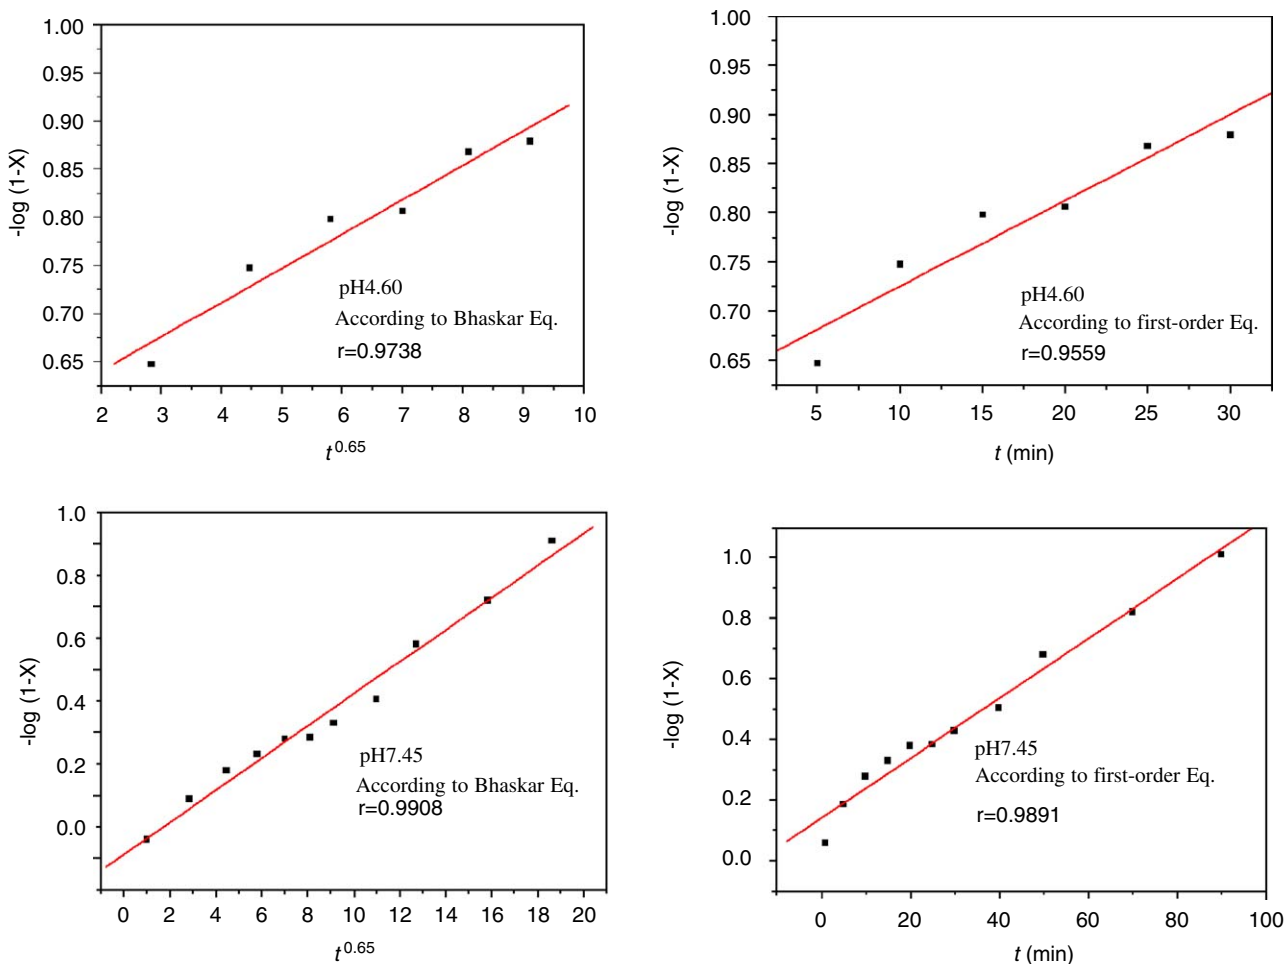 1.00
0.95
0.90
0.85
0.80
0.75
0.70
0.65
-log (1-X)
pH4.60
According to Bhaskar Eq.
r=0.9738
2 3 4 5 6 7 8 9 10
t^0.65
1.00
0.95
0.90
0.85
0.80
0.75
0.70
0.65
-log (1-X)
pH4.60
According to first-order Eq.
r=0.9559
5 10 15 20 25 30
t (min)
1.0
0.8
0.6
0.4
0.2
0.0
-log (1-X)
pH7.45
According to Bhaskar Eq.
r=0.9908
0 2 4 6 8 10 12 14 16 18 20
t^0.65
1.0
0.8
0.6
0.4
0.2
0.0
-log (1-X)
pH7.45
According to first-order Eq.
r=0.9891
0 20 40 60 80 100
t (min)